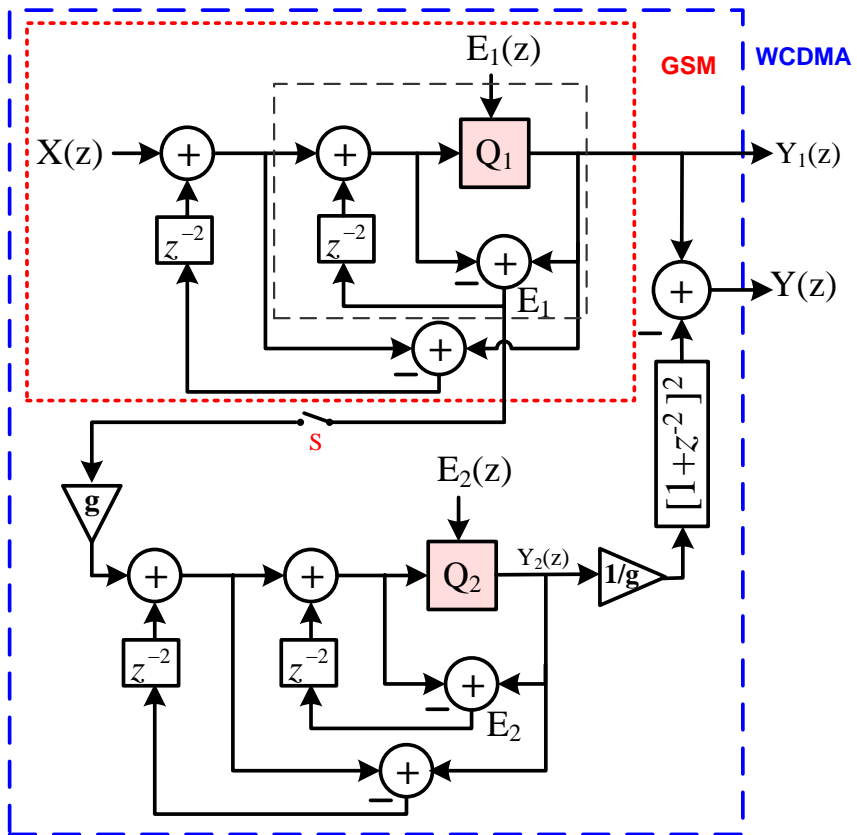 E₁(z)
GSM
WCDMA
X(z)
+
+
Q₁
Y₁(z)
z⁻²
z⁻²
+
−
E₁
+
Y(z)
−
+
−
[1+z⁻²]²
S
g
E₂(z)
+
+
Q₂
Y₂(z)
1/g
z⁻²
z⁻²
+
−
E₂
+
−